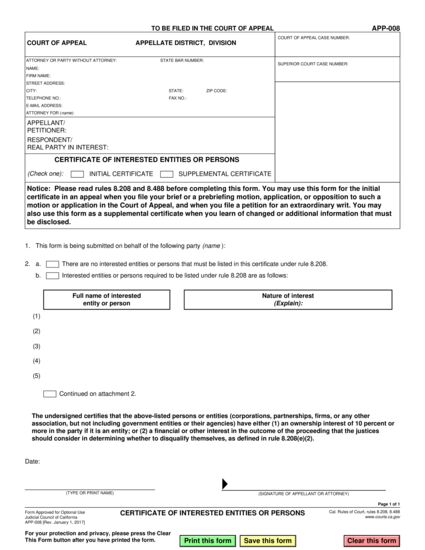 TO BE FILED IN THE COURT OF APPEAL
APP-008
COURT OF APPEAL APPELLATE DISTRICT, DIVISION
COURT OF APPEAL CASE NUMBER:
ATTORNEY OR PARTY WITHOUT ATTORNEY: STATE BAR NUMBER:
NAME:
FIRM NAME:
STREET ADDRESS:
CITY: STATE: ZIP CODE:
TELEPHONE NO.: FAX NO.:
E-MAIL ADDRESS:
ATTORNEY FOR (name):
SUPERIOR COURT CASE NUMBER:
APPELLANT/
PETITIONER:
RESPONDENT/
REAL PARTY IN INTEREST:
CERTIFICATE OF INTERESTED ENTITIES OR PERSONS
(Check one): INITIAL CERTIFICATE SUPPLEMENTAL CERTIFICATE
Notice: Please read rules 8.208 and 8.488 before completing this form. You may use this form for the initial
certificate in an appeal when you file your brief or a prebriefing motion, application, or opposition to such a
motion or application in the Court of Appeal, and when you file a petition for an extraordinary writ. You may
also use this form as a supplemental certificate when you learn of changed or additional information that must
be disclosed.
1. This form is being submitted on behalf of the following party (name ):
2. a. There are no interested entities or persons that must be listed in this certificate under rule 8.208.
b. Interested entities or persons required to be listed under rule 8.208 are as follows:
Full name of interested
entity or person
Nature of interest
(Explain):
(1)
(2)
(3)
(4)
(5)
Continued on attachment 2.
The undersigned certifies that the above-listed persons or entities (corporations, partnerships, firms, or any other
association, but not including government entities or their agencies) have either (1) an ownership interest of 10 percent or
more in the party if it is an entity; or (2) a financial or other interest in the outcome of the proceeding that the justices
should consider in determining whether to disqualify themselves, as defined in rule 8.208(e)(2).
Date:
(TYPE OR PRINT NAME)
(SIGNATURE OF APPELLANT OR ATTORNEY)
Page 1 of 1
Form Approved for Optional Use
Judicial Council of California
APP-008 [Rev. January 1, 2017]
CERTIFICATE OF INTERESTED ENTITIES OR PERSONS
Cal. Rules of Court, rules 8.208, 8.488
www.courts.ca.gov
For your protection and privacy, please press the Clear
This Form button after you have printed the form.
Print this form
Save this form
Clear this form